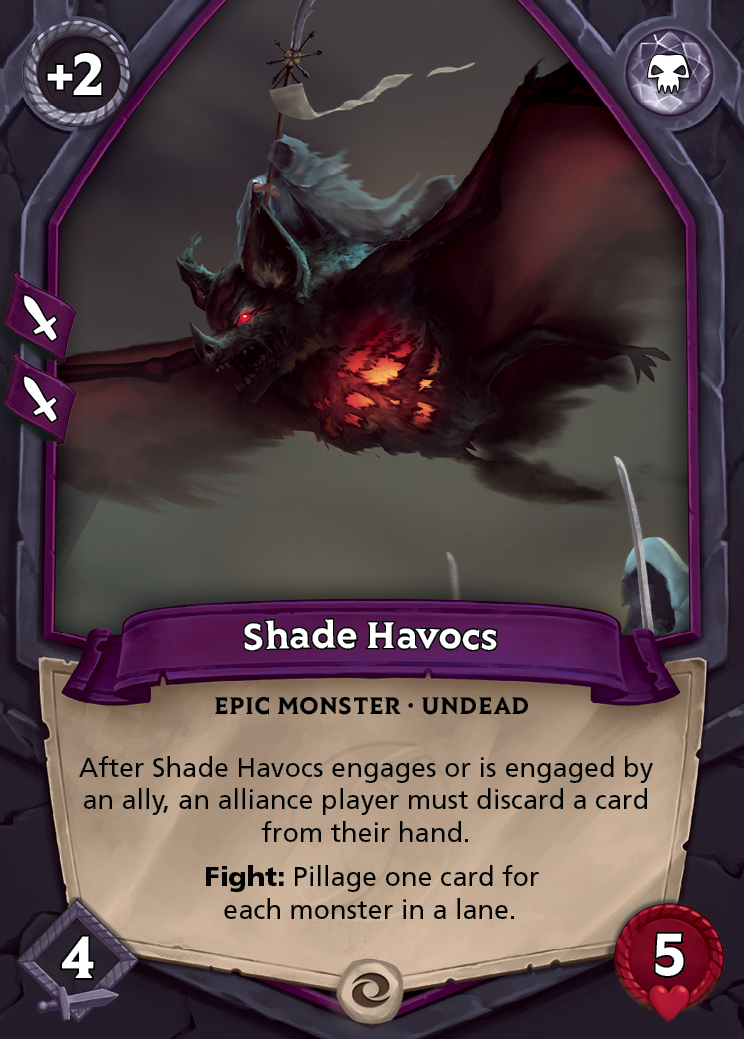 +2
Shade Havocs
EPIC MONSTER · UNDEAD
After Shade Havocs engages or is engaged by
an ally, an alliance player must discard a card
from their hand.
Fight: Pillage one card for
each monster in a lane.
4
5